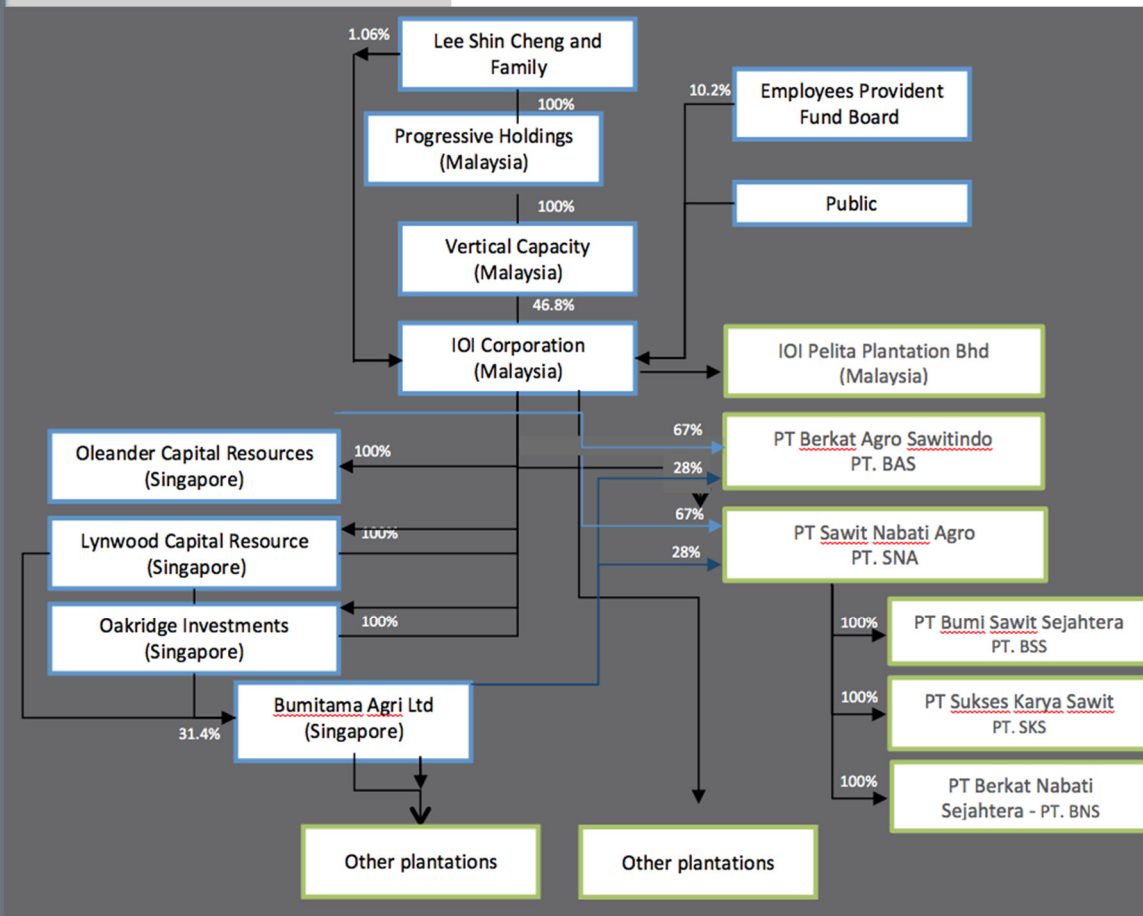 1.06%
Lee Shin Cheng and
Family
100%
10.2%
Employees Provident
Fund Board
Progressive Holdings
(Malaysia)
100%
Public
Vertical Capacity
(Malaysia)
46.8%
IOI Corporation
(Malaysia)
IOI Pelita Plantation Bhd
(Malaysia)
67%
PT Berkat Agro Sawitindo
PT. BAS
28%
Oleander Capital Resources
(Singapore)
100%
67%
PT Sawit Nabati Agro
PT. SNA
28%
Lynwood Capital Resource
(Singapore)
100%
Oakridge Investments
(Singapore)
100%
100%
PT Bumi Sawit Sejahtera
PT. BSS
Bumitama Agri Ltd
(Singapore)
31.4%
100%
PT Sukses Karya Sawit
PT. SKS
100%
PT Berkat Nabati
Sejahtera - PT. BNS
Other plantations
Other plantations